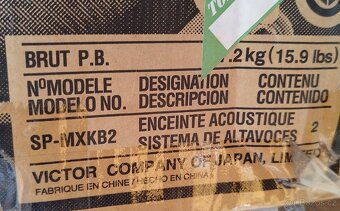 BRUT P.B. .2kg (15.9 lbs)
NºMODELE DESIGNATION CONTENU
MODELO NO. DESCRIPCION CONTENIDO
SP-MXKB2 ENCEINTE ACOUSTIQUE
SISTEMA DE ALTAVOCES 2
VICTOR COMPANY OF JAPAN, LIMITED
FABRIQUE EN CHINE / HECHO EN CHINA